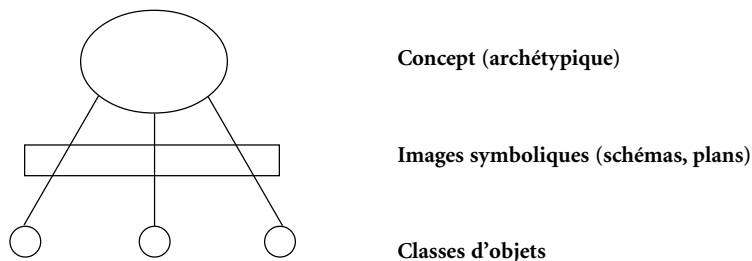 Concept (archétypique)
Images symboliques (schémas, plans)
Classes d'objets